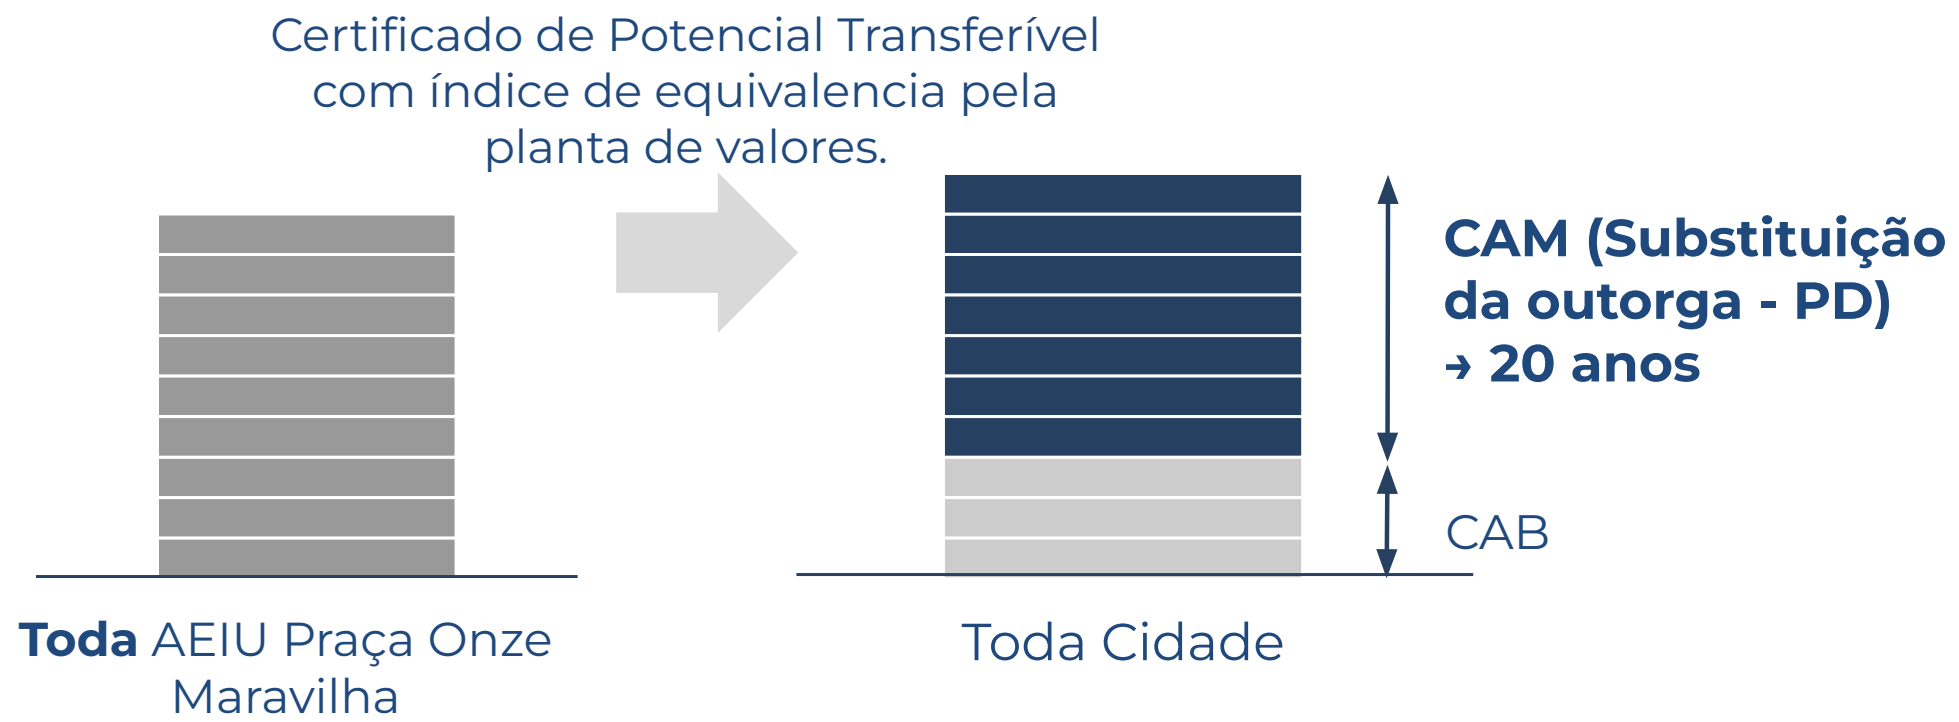 Certificado de Potencial Transferível
com índice de equivalencia pela
planta de valores.
CAM (Substituição
da outorga - PD)
→ 20 anos
CAB
Toda AEIU Praça Onze
Maravilha
Toda Cidade